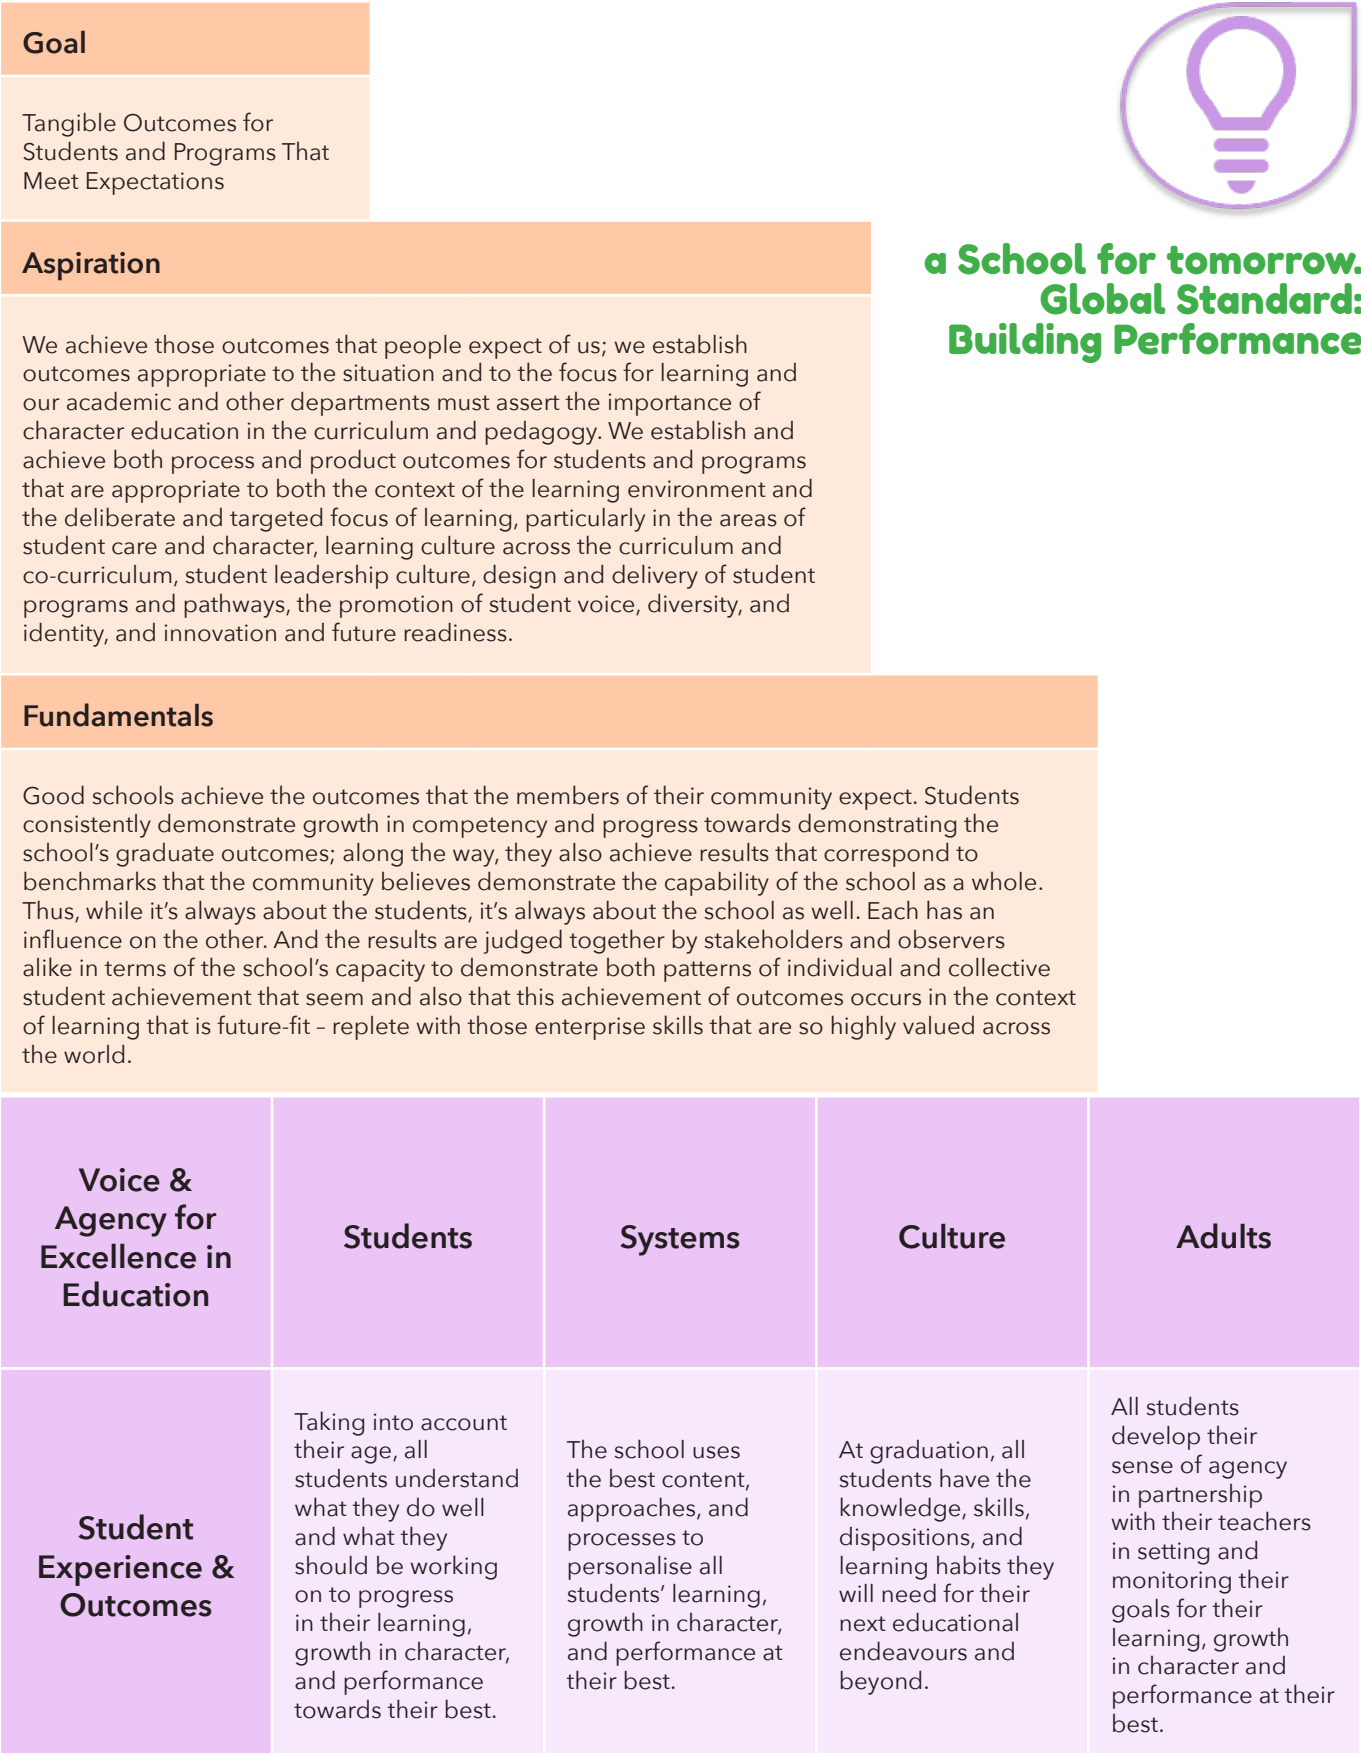 Goal
Tangible Outcomes for
Students and Programs That
Meet Expectations
a School for tomorrow.
Global Standard:
Building Performance
Aspiration
We achieve those outcomes that people expect of us; we establish
outcomes appropriate to the situation and to the focus for learning and
our academic and other departments must assert the importance of
character education in the curriculum and pedagogy. We establish and
achieve both process and product outcomes for students and programs
that are appropriate to both the context of the learning environment and
the deliberate and targeted focus of learning, particularly in the areas of
student care and character, learning culture across the curriculum and
co-curriculum, student leadership culture, design and delivery of student
programs and pathways, the promotion of student voice, diversity, and
identity, and innovation and future readiness.
Fundamentals
Good schools achieve the outcomes that the members of their community expect. Students
consistently demonstrate growth in competency and progress towards demonstrating the
school’s graduate outcomes; along the way, they also achieve results that correspond to
benchmarks that the community believes demonstrate the capability of the school as a whole.
Thus, while it’s always about the students, it’s always about the school as well. Each has an
influence on the other. And the results are judged together by stakeholders and observers
alike in terms of the school’s capacity to demonstrate both patterns of individual and collective
student achievement that seem and also that this achievement of outcomes occurs in the context
of learning that is future-fit – replete with those enterprise skills that are so highly valued across
the world.
Voice &
Agency for
Excellence in
Education
Students
Systems
Culture
Adults
Student
Experience &
Outcomes
Taking into account
their age, all
students understand
what they do well
and what they
should be working
on to progress
in their learning,
growth in character,
and performance
towards their best.
The school uses
the best content,
approaches, and
processes to
personalise all
students’ learning,
growth in character,
and performance at
their best.
At graduation, all
students have the
knowledge, skills,
dispositions, and
learning habits they
will need for their
next educational
endeavours and
beyond.
All students
develop their
sense of agency
in partnership
with their teachers
in setting and
monitoring their
goals for their
learning, growth
in character and
performance at their
best.